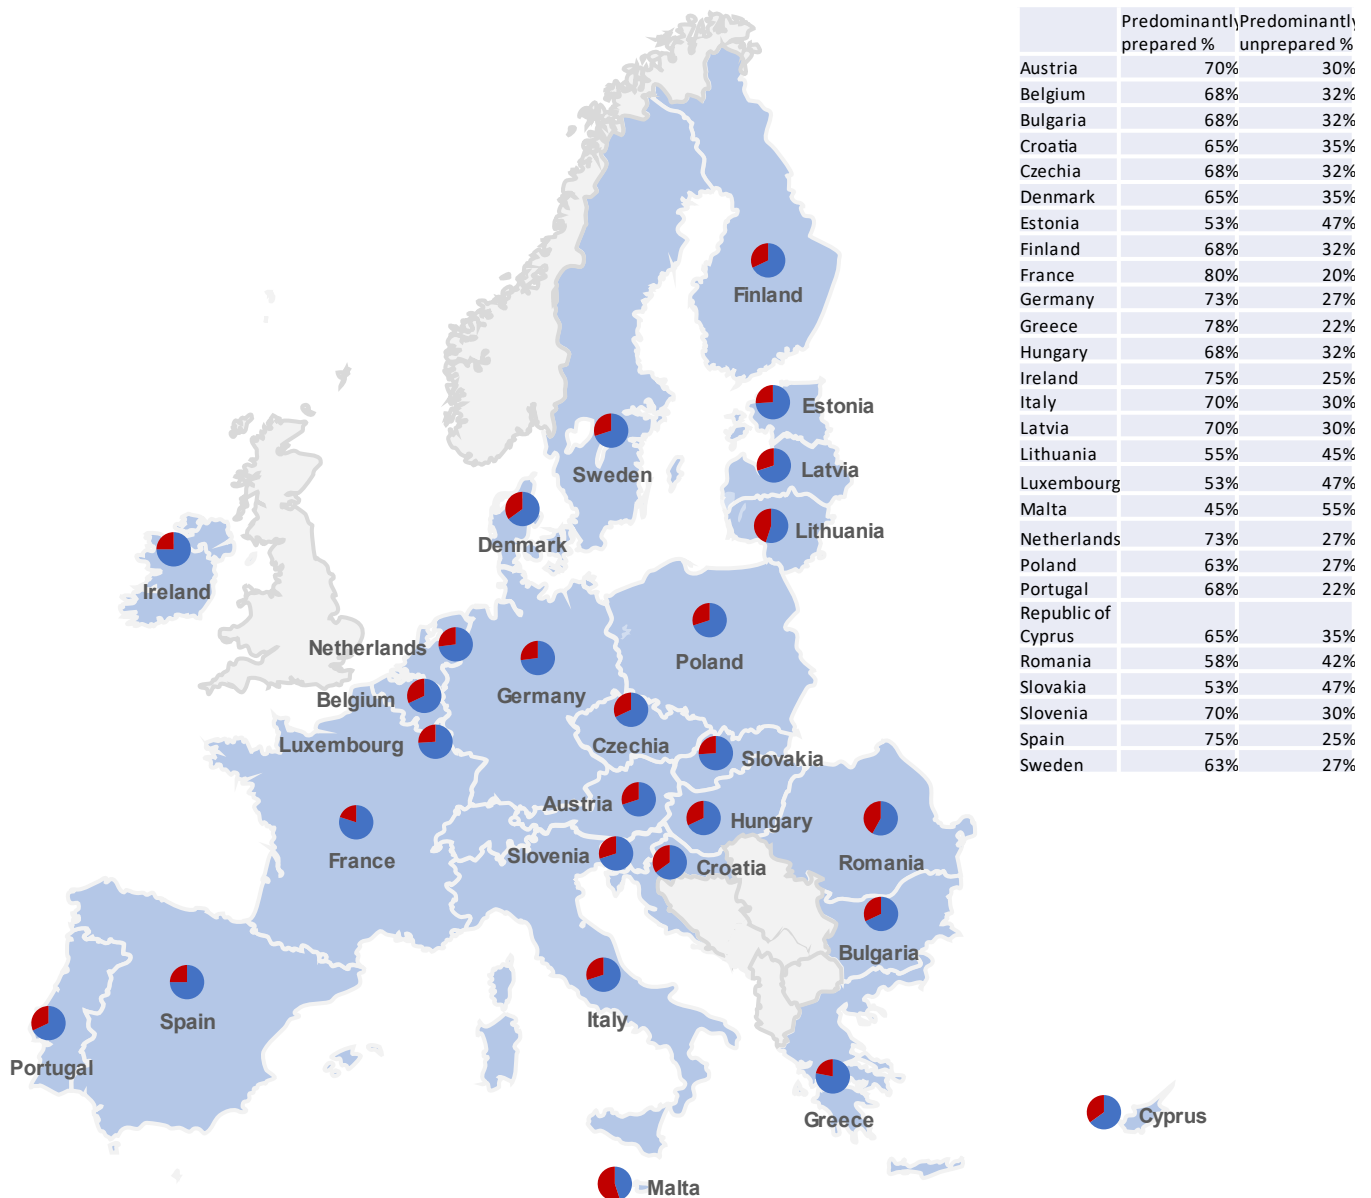 Predominantly Predominantly
prepared % unprepared %
Austria 70% 30%
Belgium 68% 32%
Bulgaria 68% 32%
Croatia 65% 35%
Czechia 68% 32%
Denmark 65% 35%
Estonia 53% 47%
Finland 68% 32%
France 80% 20%
Germany 73% 27%
Greece 78% 22%
Hungary 68% 32%
Ireland 75% 25%
Italy 70% 30%
Latvia 70% 30%
Lithuania 55% 45%
Luxembourg 53% 47%
Malta 45% 55%
Netherlands 73% 27%
Poland 63% 27%
Portugal 68% 22%
Republic of
Cyprus 65% 35%
Romania 58% 42%
Slovakia 53% 47%
Slovenia 70% 30%
Spain 75% 25%
Sweden 63% 27%
Finland
Estonia
Latvia
Sweden
Lithuania
Denmark
Ireland
Netherlands
Poland
Germany
Belgium
Luxembourg
Czechia
Slovakia
Austria
Hungary
Slovenia
France
Croatia
Romania
Bulgaria
Spain
Italy
Portugal
Greece
Cyprus
Malta